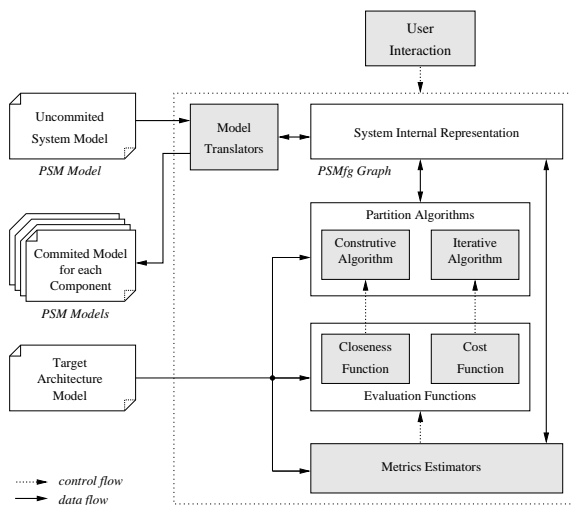 User
Interaction
Uncommited
System Model
PSM Model
Model
Translators
System Internal Representation
PSMfg Graph
Partition Algorithms
Construtive
Algorithm
Iterative
Algorithm
Commited Model
for each
Component
PSM Models
Closeness
Function
Cost
Function
Evaluation Functions
Target
Architecture
Model
Metrics Estimators
control flow
data flow